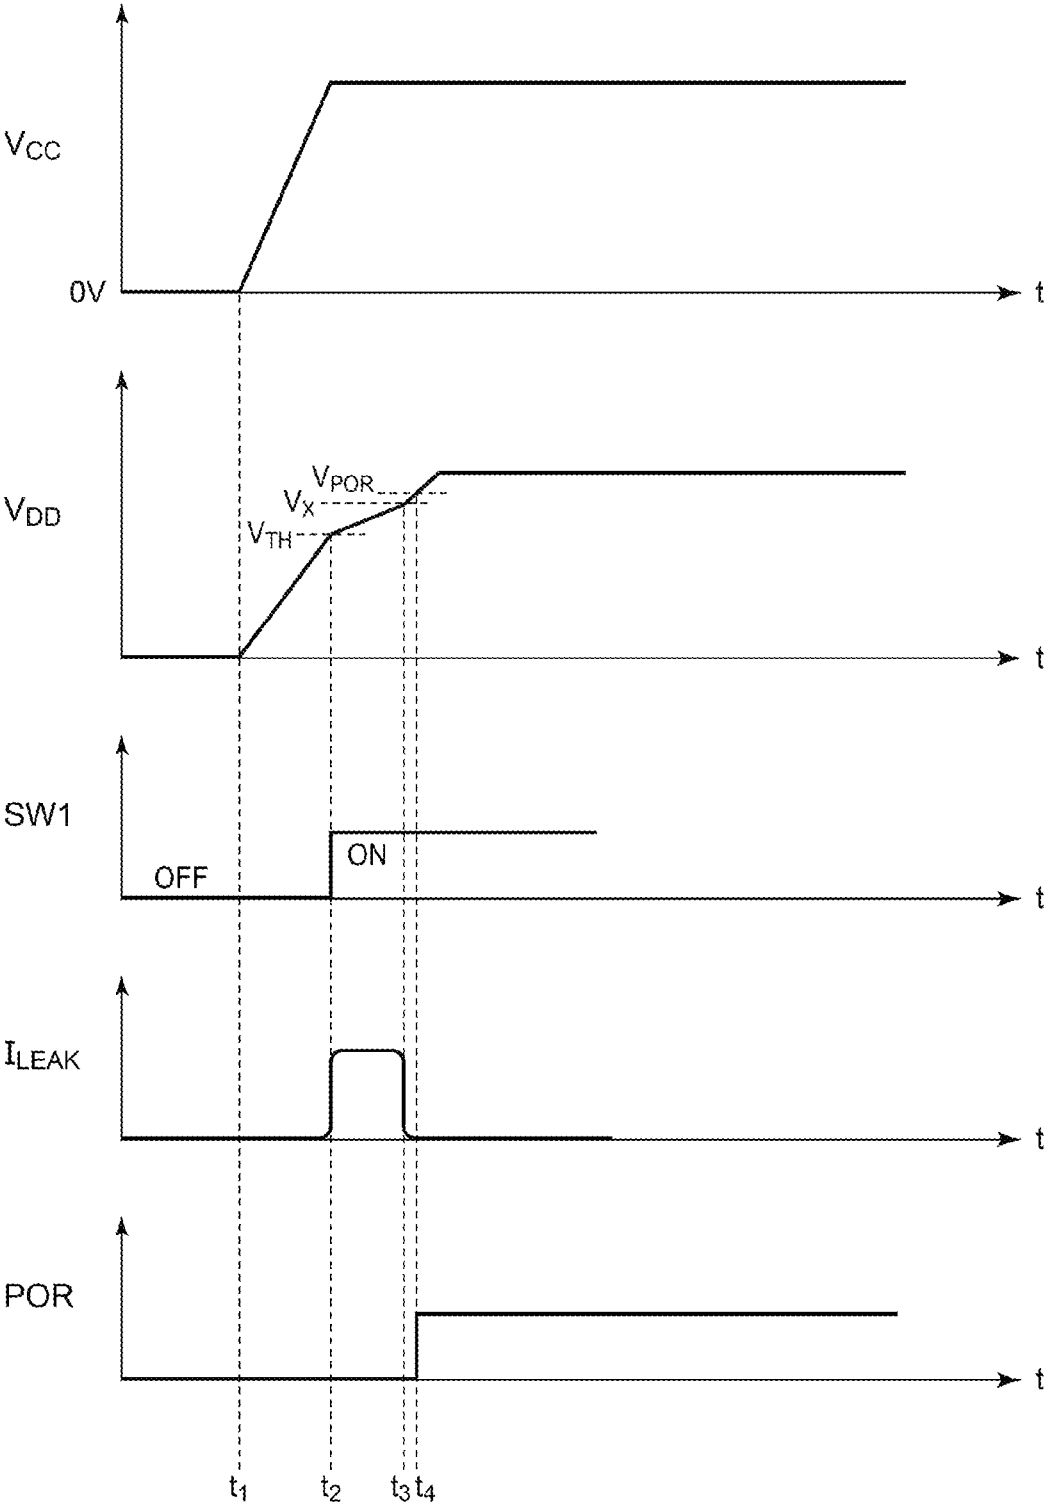 VCC
0V
t
VDD
VPOR
VX
VTH
t
SW1
OFF
ON
t
ILEAK
t
POR
t
t1 t2 t3 t4